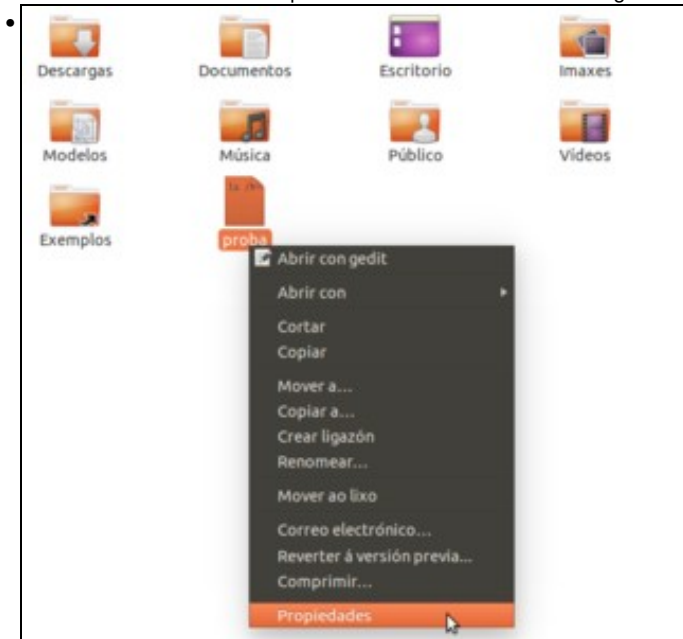 Descargas Documentos Escritorio Imaxes
Modelos Música Público Vídeos
Exemplos proba
Abrir con gedit
Abrir con
Cortar
Copiar
Mover a...
Copiar a...
Crear ligazón
Renomear...
Mover ao lixo
Correo electrónico...
Reverter á versión previa...
Comprimir...
Propiedades